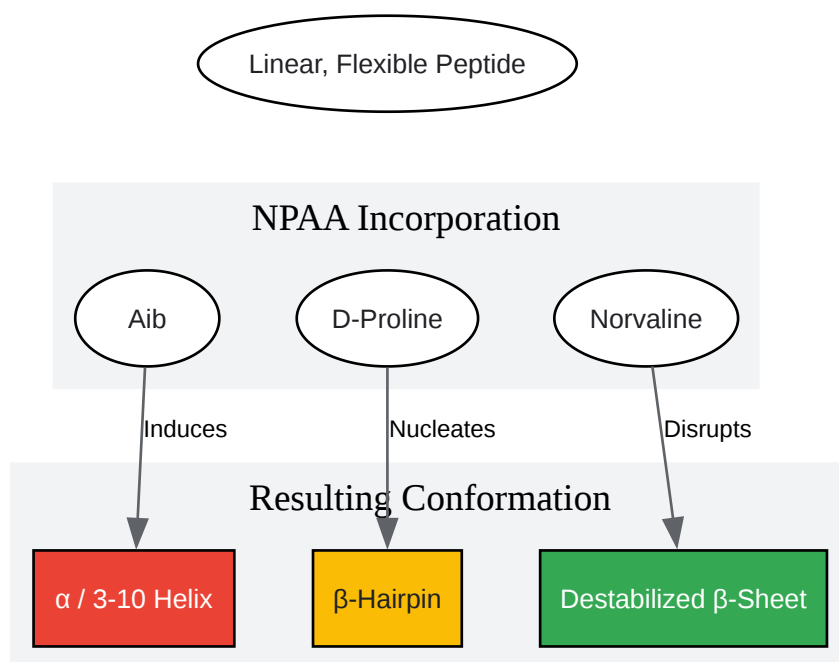 Linear, Flexible Peptide
NPAA Incorporation
Aib
D-Proline
Norvaline
Induces
Nucleates
Disrupts
Resulting Conformation
α / 3-10 Helix
β-Hairpin
Destabilized β-Sheet